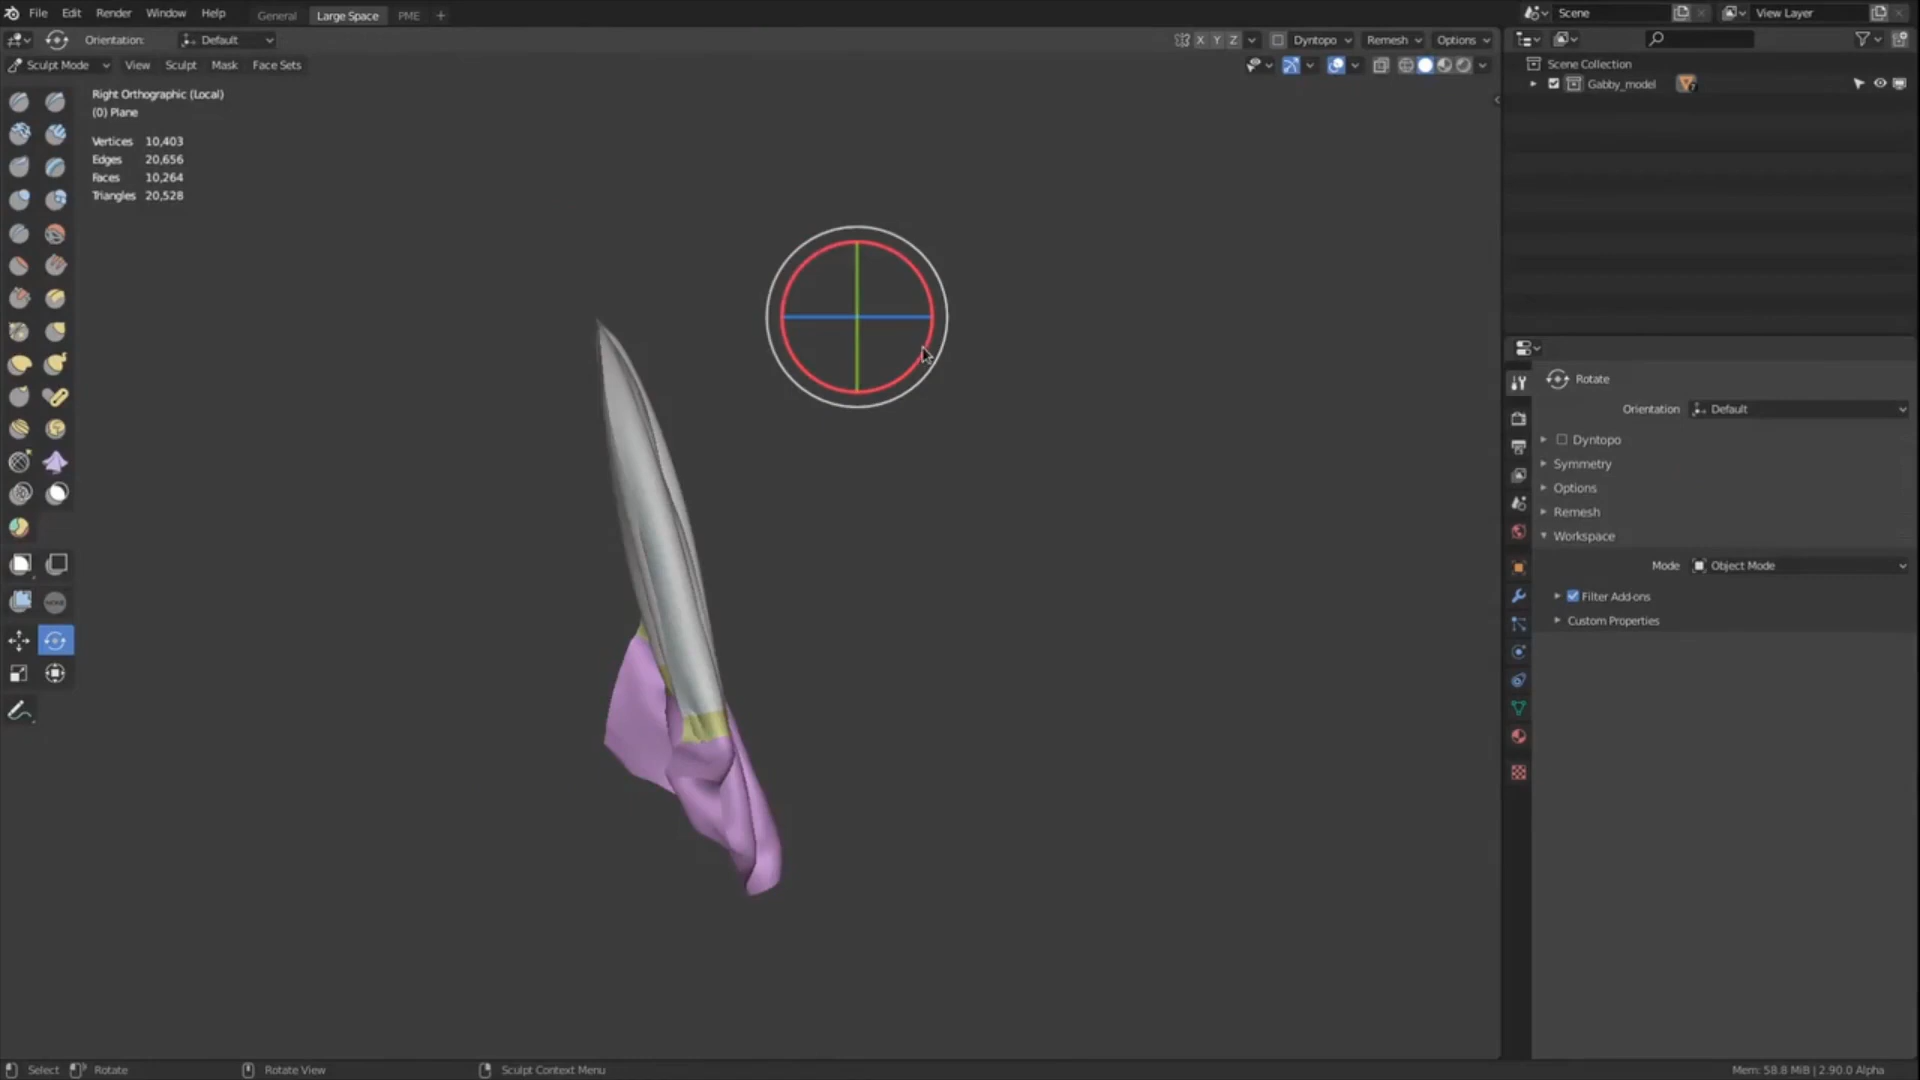 File Edit Render Window Help General Large Space PME +
Scene View Layer
Orientation: Default X Y Z Dyntopo Remesh Options
Sculpt Mode View Sculpt Mask Face Sets
Scene Collection
Gabby_model
Right Orthographic (Local)
(0) Plane
Vertices 10,403
Edges 20,656
Faces 10,264
Triangles 20,528
Rotate
Orientation Default
Dyntopo
Symmetry
Options
Remesh
Workspace
Mode Object Mode
Filter Add-ons
Custom Properties
Select Rotate Rotate View Sculpt Context Menu Mem: 58.8 MiB | 2.90.0 Alpha